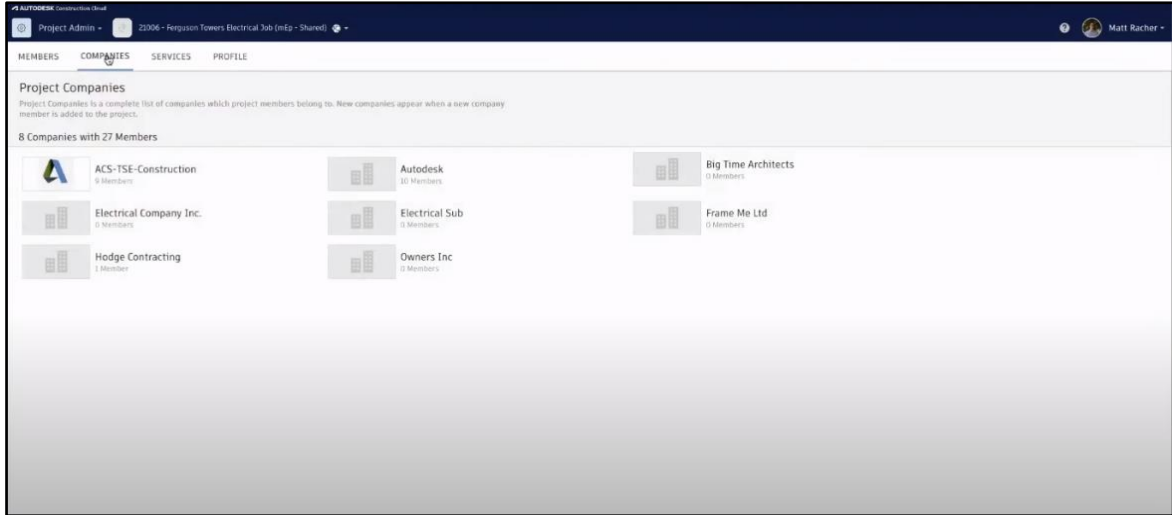 AUTODESK Construction Cloud
Project Admin
21006 - Ferguson Towers Electrical Job (mEp - Shared)
Matt Racher
MEMBERS COMPANIES SERVICES PROFILE
Project Companies
Project Companies is a complete list of companies which project members belong to. New companies appear when a new company
member is added to the project.
8 Companies with 27 Members
ACS-TSE-Construction
9 Members
Autodesk
10 Members
Big Time Architects
0 Members
Electrical Company Inc.
0 Members
Electrical Sub
0 Members
Frame Me Ltd
0 Members
Hodge Contracting
1 Member
Owners Inc
0 Members